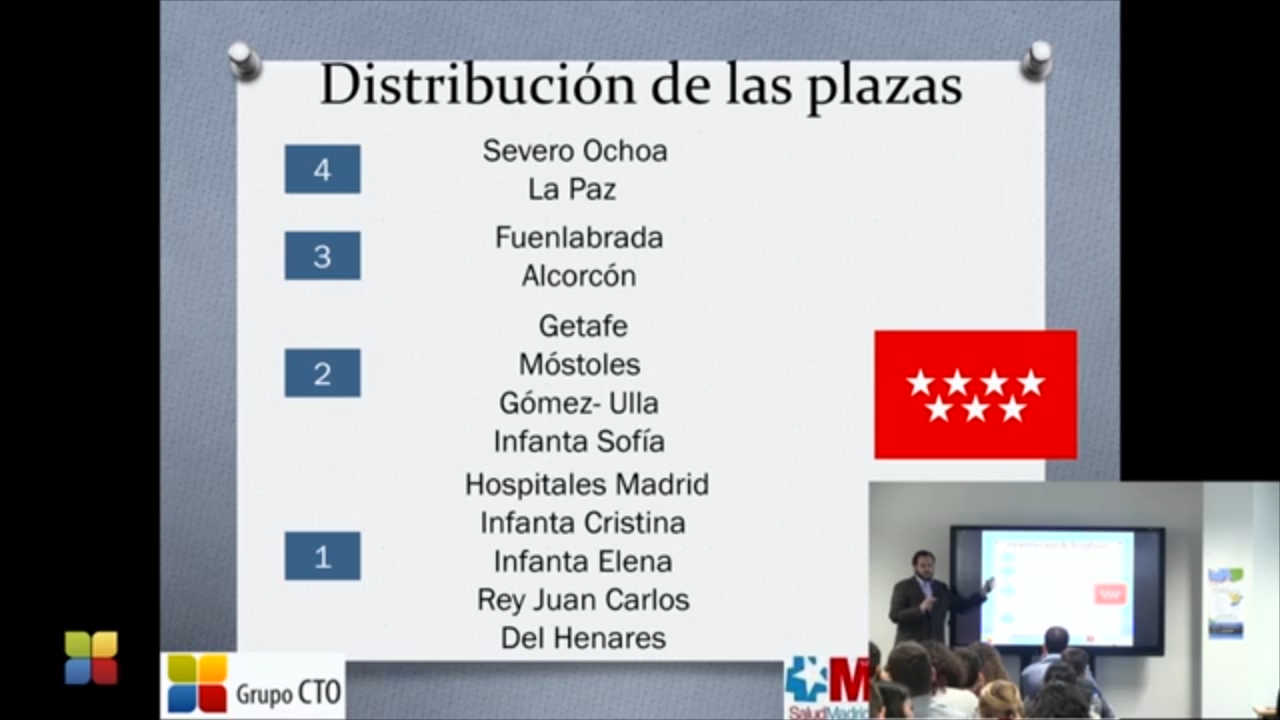 Distribución de las plazas
4
Severo Ochoa
La Paz
3
Fuenlabrada
Alcorcón
2
Getafe
Móstoles
Gómez- Ulla
Infanta Sofía
1
Hospitales Madrid
Infanta Cristina
Infanta Elena
Rey Juan Carlos
Del Henares
Grupo CTO
M
SaludMadrid